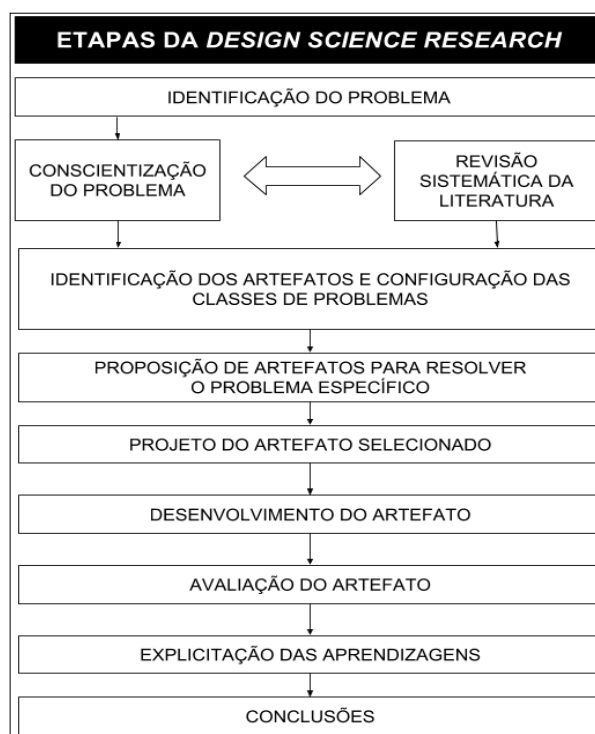 ETAPAS DA DESIGN SCIENCE RESEARCH
IDENTIFICAÇÃO DO PROBLEMA
CONSCIENTIZAÇÃO
DO PROBLEMA
REVISÃO
SISTEMÁTICA DA
LITERATURA
IDENTIFICAÇÃO DOS ARTEFATOS E CONFIGURAÇÃO DAS
CLASSES DE PROBLEMAS
PROPOSIÇÃO DE ARTEFATOS PARA RESOLVER
O PROBLEMA ESPECÍFICO
PROJETO DO ARTEFATO SELECIONADO
DESENVOLVIMENTO DO ARTEFATO
AVALIAÇÃO DO ARTEFATO
EXPLICITAÇÃO DAS APRENDIZAGENS
CONCLUSÕES